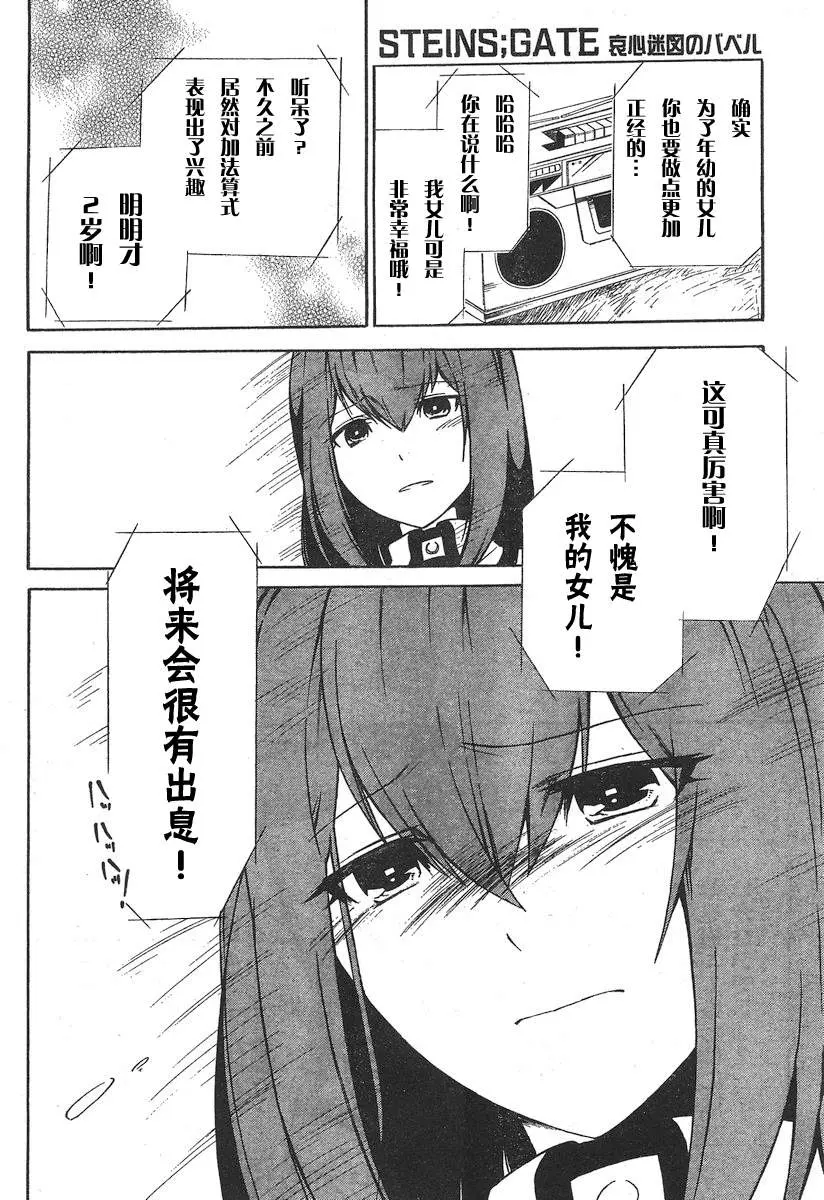 STEINS;GATE 哀心迷図のバベル
确实
为了年幼的女儿
你也要做点更加
正经的…
哈哈哈
你在说什么啊！
我女儿可是
非常幸福哦！
听呆了？
不久之前
居然对加法算式
表现出了兴趣
明明才
2岁啊！
这可真厉害啊！
不愧是
我的女儿！
将来会很有出息！